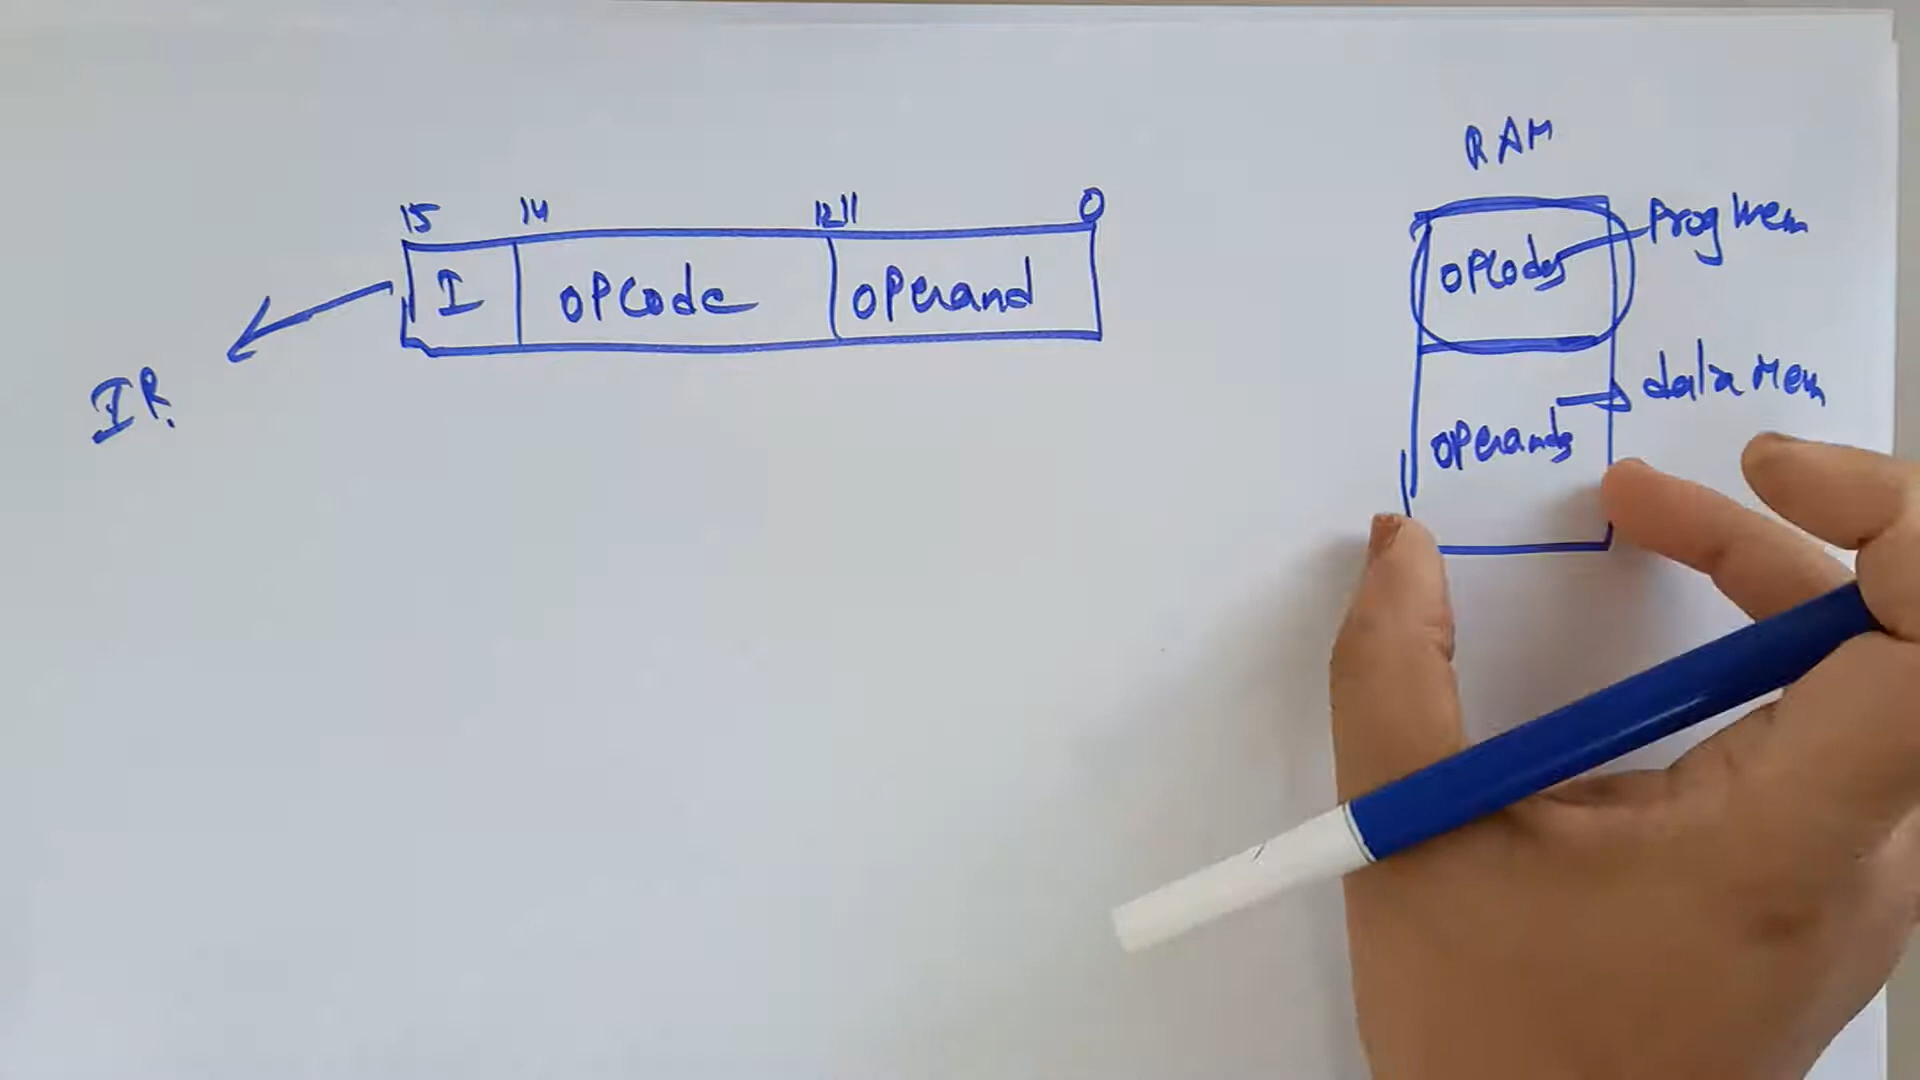 15 14 12 11 0
I opcode operand
IR.
RAM
opcodes Prog Mem
operands data Mem